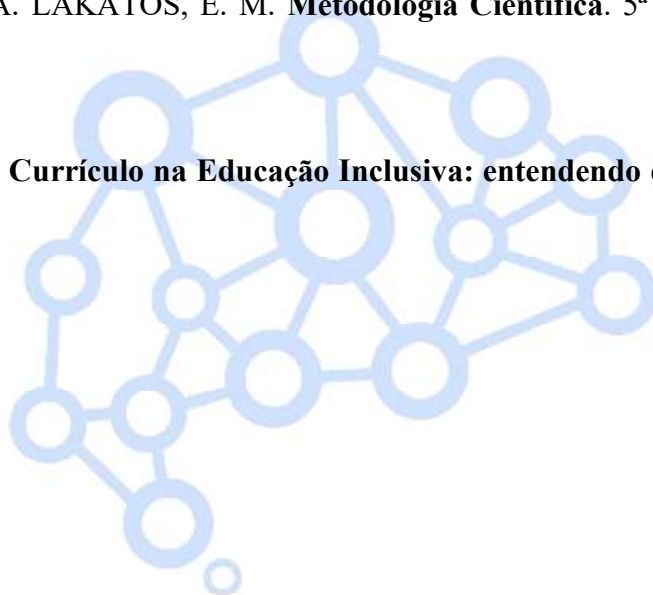 A. LAKATOS, E. M. Metodologia Científica. 5ª
Currículo na Educação Inclusiva: entendendo